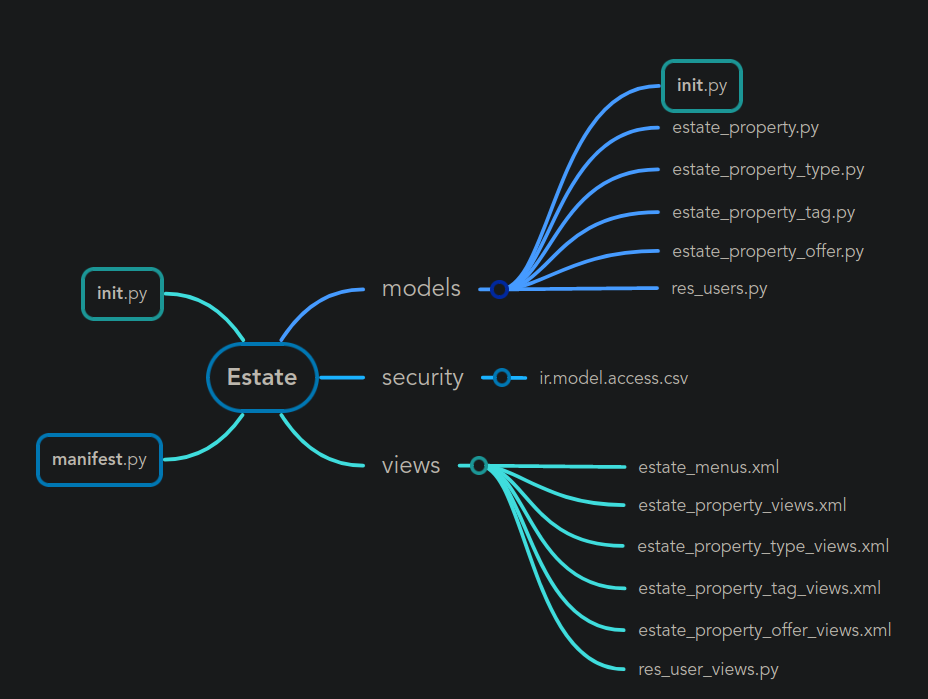 init.py
Estate
manifest.py
models
init.py
estate_property.py
estate_property_type.py
estate_property_tag.py
estate_property_offer.py
res_users.py
security
ir.model.access.csv
views
estate_menus.xml
estate_property_views.xml
estate_property_type_views.xml
estate_property_tag_views.xml
estate_property_offer_views.xml
res_user_views.py